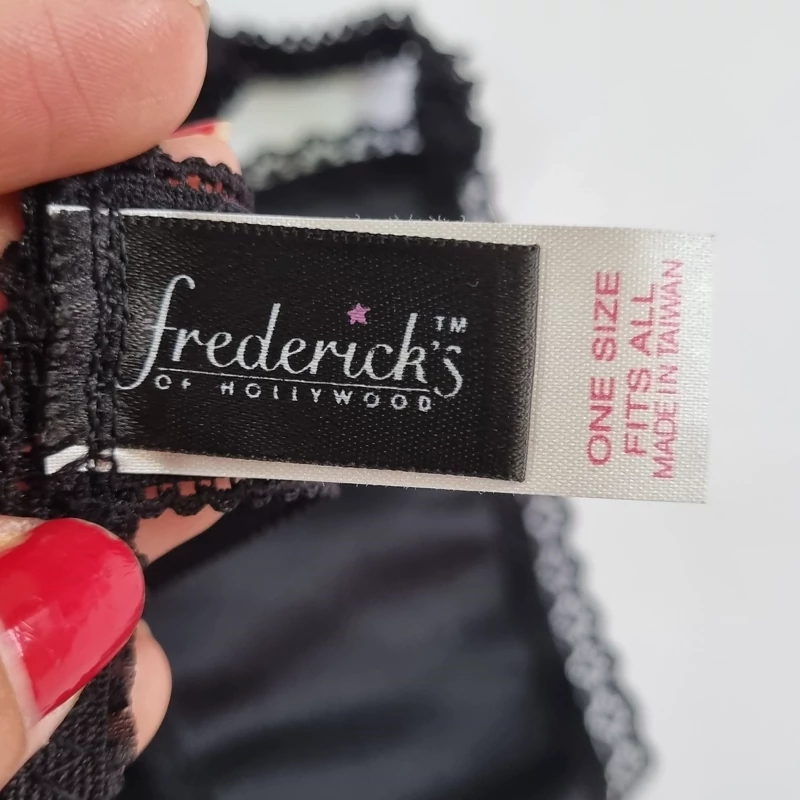 frederick's™
OF HOLLYWOOD
ONE SIZE
FITS ALL
MADE IN TAIWAN